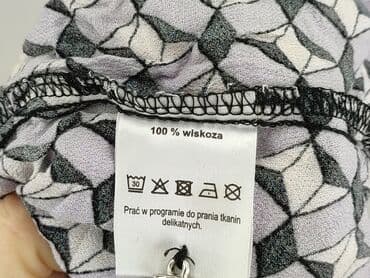 100 % wiskoza
30
Prać w programie do prania tkanin
delikatnych.